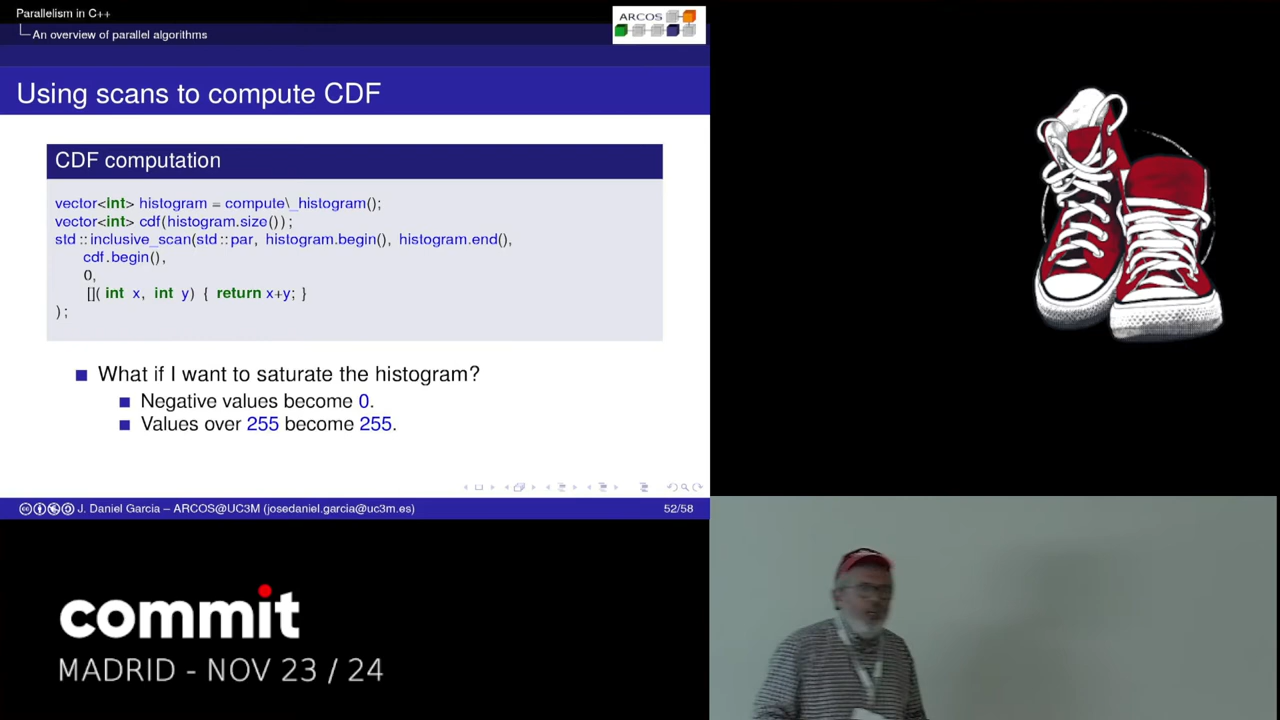 Parallelism in C++
An overview of parallel algorithms
ARCOS
Using scans to compute CDF
CDF computation
vector<int> histogram = compute\_histogram();
vector<int> cdf(histogram.size());
std::inclusive_scan(std::par, histogram.begin(), histogram.end(),
cdf.begin(),
0,
[](int x, int y) { return x+y; }
);
What if I want to saturate the histogram?
Negative values become 0.
Values over 255 become 255.
J. Daniel Garcia – ARCOS@UC3M (josedaniel.garcia@uc3m.es)
52/58
commit
MADRID - NOV 23 / 24